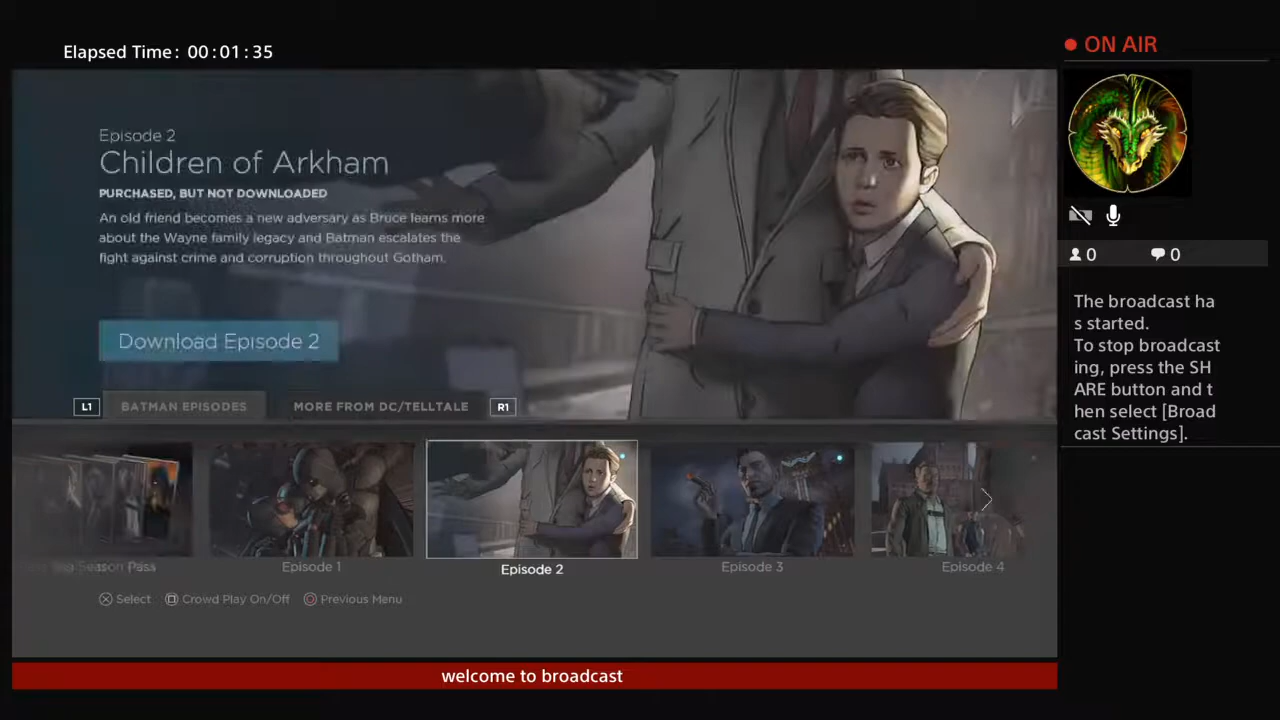 Elapsed Time: 00:01:35
ON AIR
Episode 2
Children of Arkham
PURCHASED, BUT NOT DOWNLOADED
An old friend becomes a new adversary as Bruce learns more
about the Wayne family legacy and Batman escalates the
fight against crime and corruption throughout Gotham.
Download Episode 2
L1 BATMAN EPISODES MORE FROM DC/TELLTALE R1
Season Pass
Episode 1
Episode 2
Episode 3
Episode 4
Select Crowd Play On/Off Previous Menu
welcome to broadcast
0 0
The broadcast ha
s started.
To stop broadcast
ing, press the SH
ARE button and t
hen select [Broad
cast Settings].